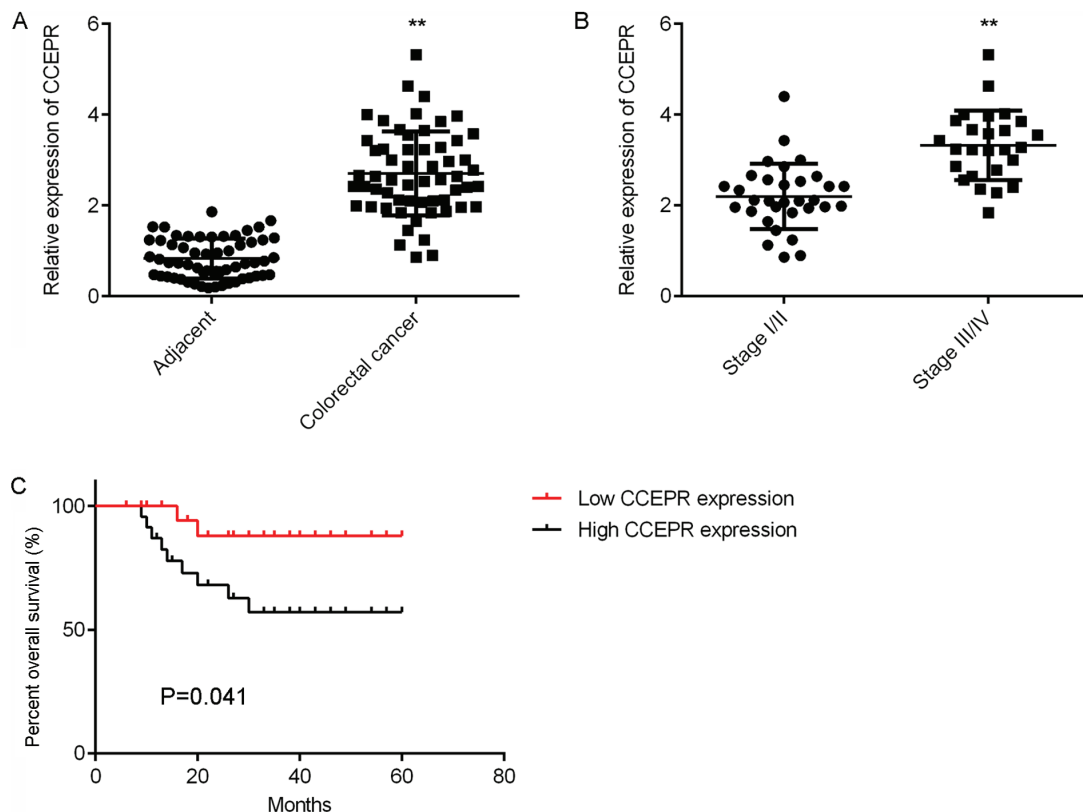 A
Relative expression of CCEPR
6
4
2
0
**
Adjacent
Colorectal cancer
B
Relative expression of CCEPR
6
4
2
0
**
Stage I/II
Stage III/IV
C
Percent overall survival (%)
100
50
0
P=0.041
0
20
40
60
80
Months
Low CCEPR expression
High CCEPR expression